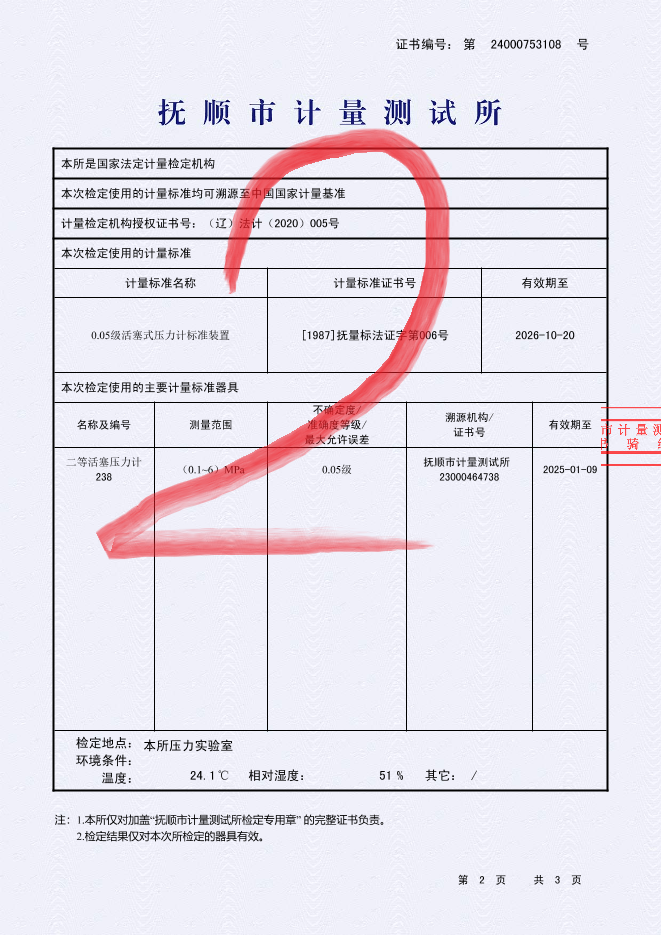 证书编号: 第 24000753108 号
抚顺市计量测试所
本所是国家法定计量检定机构
本次检定使用的计量标准均可溯源至中国国家计量基准
计量检定机构授权证书号: （辽）法计（2020）005号
本次检定使用的计量标准
计量标准名称 计量标准证书号 有效期至
0.05级活塞式压力计标准装置 [1987]抚量标法证字第006号 2026-10-20
本次检定使用的主要计量标准器具
名称及编号 测量范围 不确定度/ 准确度等级/ 最大允许误差 溯源机构/ 证书号 有效期至
二等活塞压力计 （0.1~6）MPa 0.05级 抚顺市计量测试所 2025-01-09
238 23000464738
市计量测
骑
2
检定地点: 本所压力实验室
环境条件:
温度: 24.1℃ 相对湿度: 51 % 其它: /
注: 1.本所仅对加盖“抚顺市计量测试所检定专用章” 的完整证书负责。
2.检定结果仅对本次所检定的器具有效。
第 2 页 共 3 页